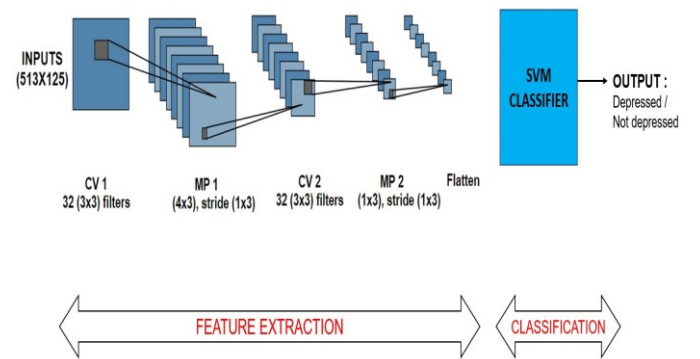 INPUTS
(513X125)
SVM
CLASSIFIER
OUTPUT :
Depressed /
Not depressed
CV 1
32 (3x3) filters
MP 1
(4x3), stride (1x3)
CV 2
32 (3x3) filters
MP 2
(1x3), stride (1x3)
Flatten
FEATURE EXTRACTION
CLASSIFICATION